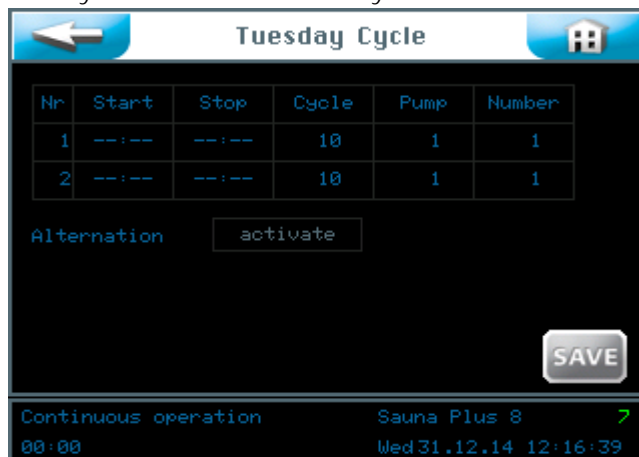 Tuesday Cycle
Nr Start Stop Cycle Pump Number
1 --:-- --:-- 10 1 1
2 --:-- --:-- 10 1 1
Alternation activate
SAVE
Continuous operation Sauna Plus 8 7
00:00 Wed 31.12.14 12:16:39